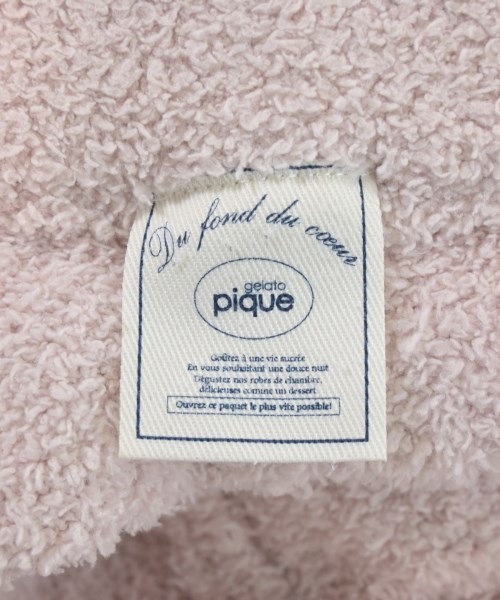 Du fond du cœur
gelato
pique
Goûtez à une vie sucrée
En vous souhaitant une douce nuit
Dégustez nos robes de chambre,
délicieuses comme un dessert
Ouvrez ce paquet le plus vite possible!